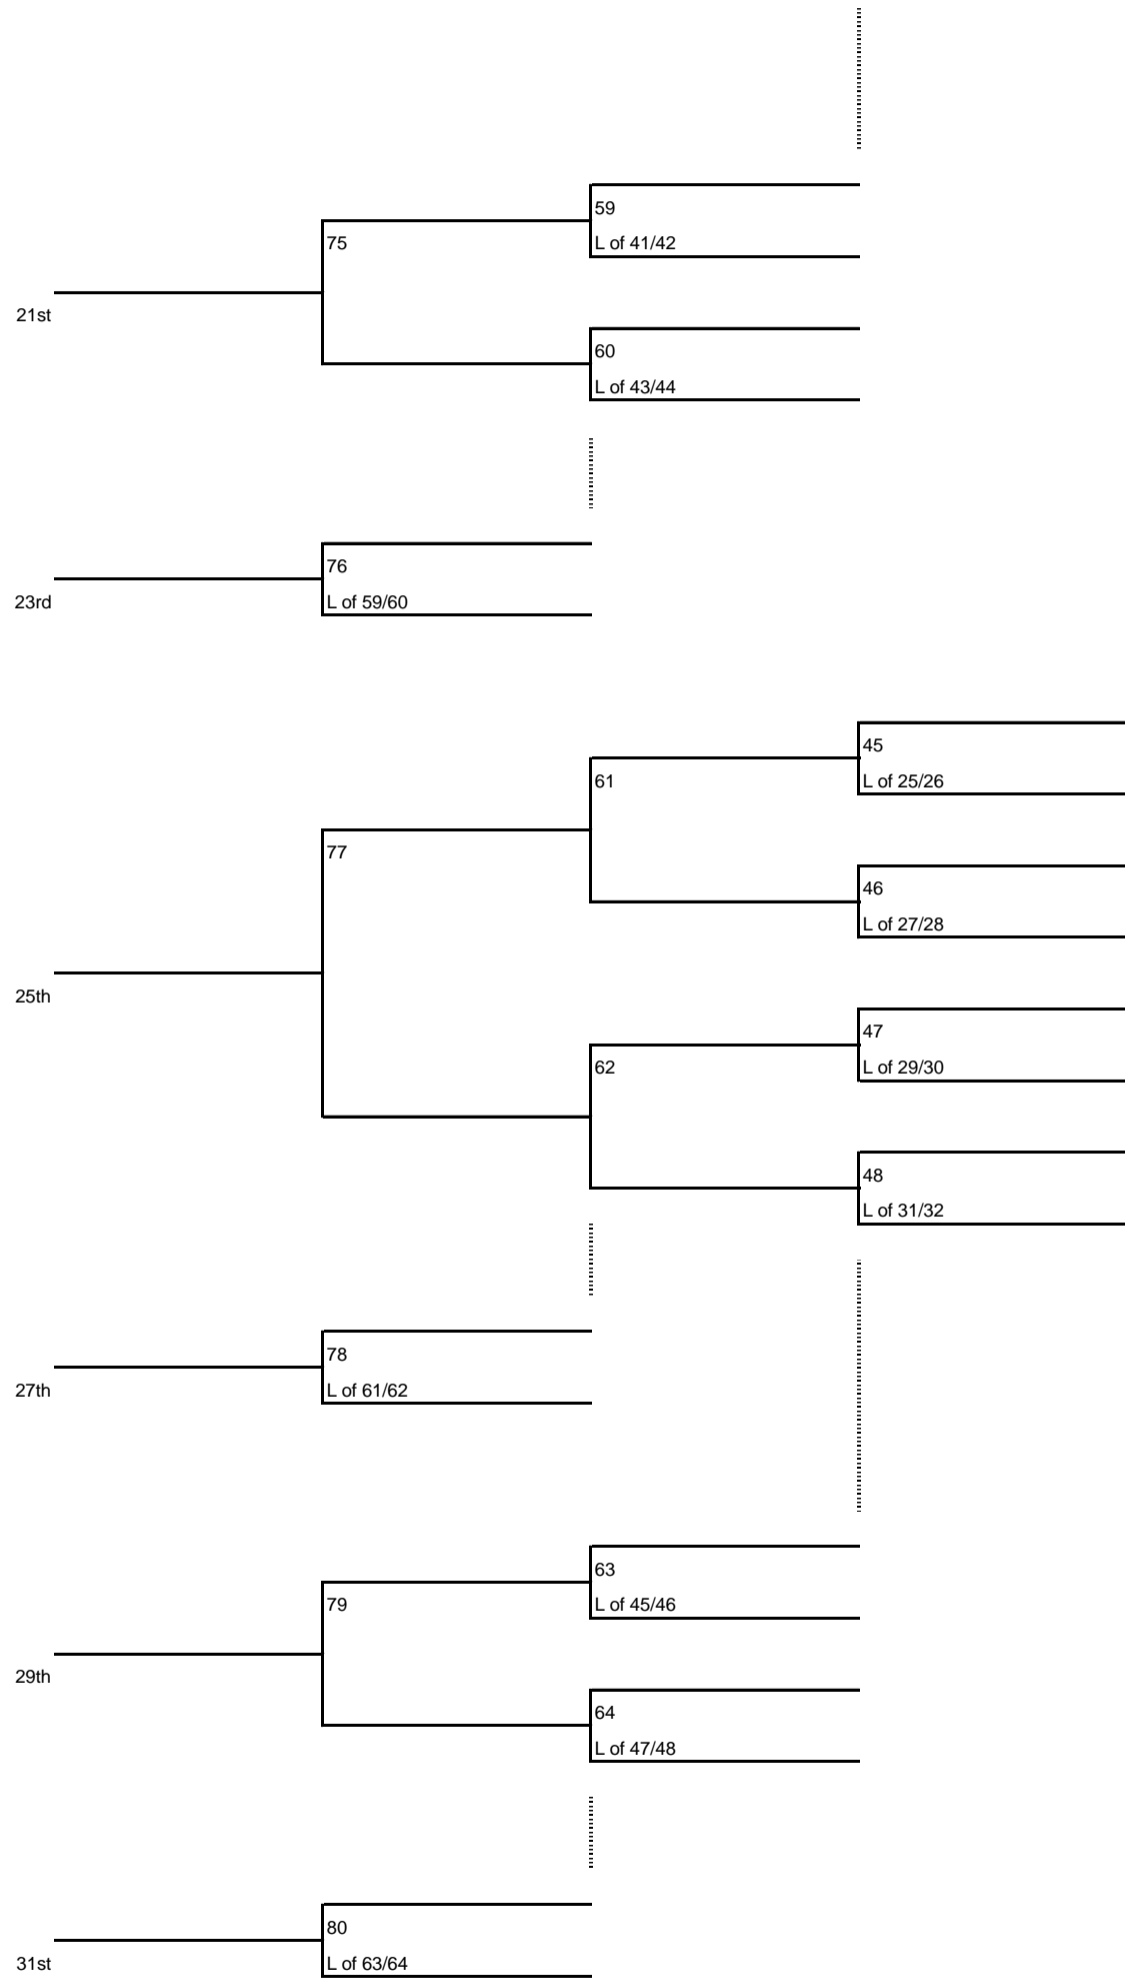 59
75
L of 41/42
21st
60
L of 43/44
76
23rd
L of 59/60
45
61
L of 25/26
77
46
L of 27/28
25th
47
62
L of 29/30
48
L of 31/32
78
27th
L of 61/62
63
79
L of 45/46
29th
64
L of 47/48
80
31st
L of 63/64